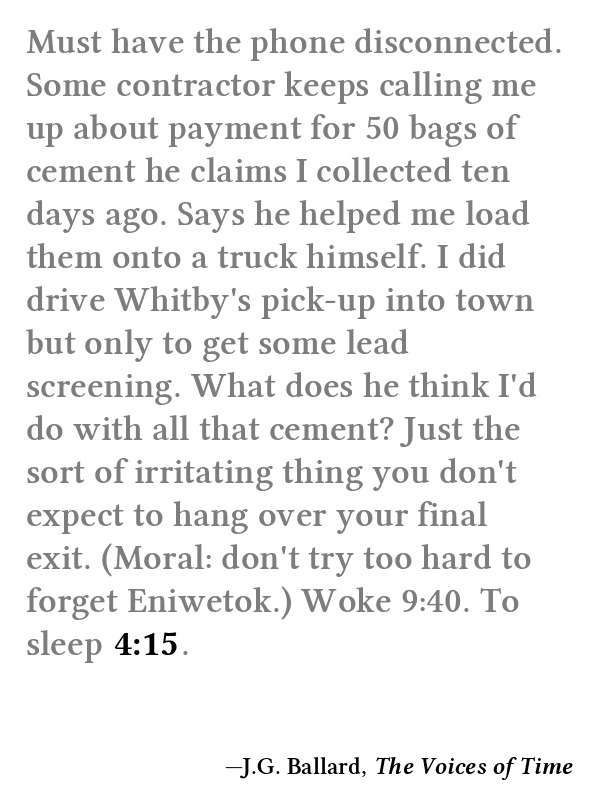 Must have the phone disconnected.
Some contractor keeps calling me
up about payment for 50 bags of
cement he claims I collected ten
days ago. Says he helped me load
them onto a truck himself. I did
drive Whitby's pick-up into town
but only to get some lead
screening. What does he think I'd
do with all that cement? Just the
sort of irritating thing you don't
expect to hang over your final
exit. (Moral: don't try too hard to
forget Eniwetok.) Woke 9:40. To
sleep 4:15.
—J.G. Ballard, The Voices of Time